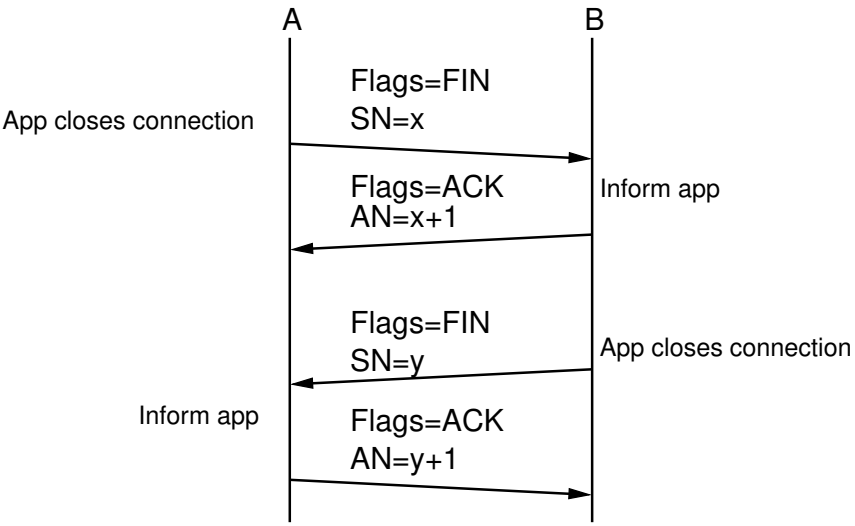 A
B
Flags=FIN
SN=x
App closes connection
Flags=ACK
AN=x+1
Inform app
Flags=FIN
SN=y
App closes connection
Inform app
Flags=ACK
AN=y+1